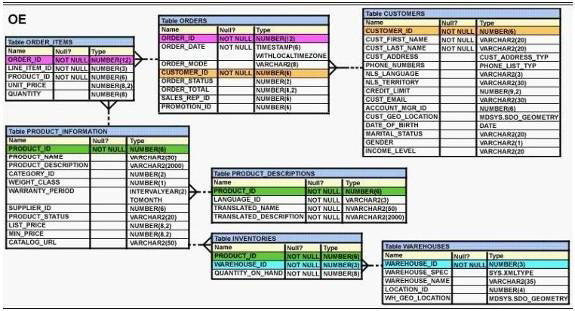 OE
Table ORDER_ITEMS
Name Null? Type
ORDER_ID NOT NULL NUMBER(12)
LINE_ITEM_ID NOT NULL NUMBER(3)
PRODUCT_ID NOT NULL NUMBER(6)
UNIT_PRICE NUMBER(8,2)
QUANTITY NUMBER(8)
Table ORDERS
Name Null? Type
ORDER_ID NOT NULL NUMBER(12)
ORDER_DATE NOT NULL TIMESTAMP(6)
WITHLOCALTIMEZONE
ORDER_MODE VARCHAR2(8)
CUSTOMER_ID NOT NULL NUMBER(6)
ORDER_STATUS NUMBER(2)
ORDER_TOTAL NUMBER(8,2)
SALES_REP_ID NUMBER(6)
PROMOTION_ID NUMBER(6)
Table CUSTOMERS
Name Null? Type
CUSTOMER_ID NOT NULL NUMBER(6)
CUST_FIRST_NAME NOT NULL VARCHAR2(20)
CUST_LAST_NAME NOT NULL VARCHAR2(20)
CUST_ADDRESS CUST_ADDRESS_TYP
PHONE_NUMBERS PHONE_LIST_TYP
NLS_LANGUAGE VARCHAR2(3)
NLS_TERRITORY VARCHAR2(30)
CREDIT_LIMIT NUMBER(9,2)
CUST_EMAIL VARCHAR2(30)
ACCOUNT_MGR_ID NUMBER(6)
CUST_GEO_LOCATION MDSYS.SDO_GEOMETRY
DATE_OF_BIRTH DATE
MARITAL_STATUS VARCHAR2(20)
GENDER VARCHAR2(1)
INCOME_LEVEL VARCHAR2(20)
Table PRODUCT_INFORMATION
Name Null? Type
PRODUCT_ID NOT NULL NUMBER(6)
PRODUCT_NAME VARCHAR2(50)
PRODUCT_DESCRIPTION VARCHAR2(2000)
CATEGORY_ID NUMBER(2)
WEIGHT_CLASS NUMBER(1)
WARRANTY_PERIOD INTERVALYEAR(2)
TOMONTH
SUPPLIER_ID NUMBER(6)
PRODUCT_STATUS VARCHAR2(20)
LIST_PRICE NUMBER(8,2)
MIN_PRICE NUMBER(8,2)
CATALOG_URL VARCHAR2(50)
Table PRODUCT_DESCRIPTIONS
Name Null? Type
PRODUCT_ID NOT NULL NUMBER(6)
LANGUAGE_ID NOT NULL VARCHAR2(3)
TRANSLATED_NAME NOT NULL NVARCHAR2(50)
TRANSLATED_DESCRIPTION NOT NULL NVARCHAR2(2000)
Table INVENTORIES
Name Null? Type
PRODUCT_ID NOT NULL NUMBER(6)
WAREHOUSE_ID NOT NULL NUMBER(3)
QUANTITY_ON_HAND NOT NULL NUMBER(8)
Table WAREHOUSES
Name Null? Type
WAREHOUSE_ID NOT NULL NUMBER(3)
WAREHOUSE_SPEC SYS.XMLTYPE
WAREHOUSE_NAME VARCHAR2(35)
LOCATION_ID NUMBER(4)
WH_GEO_LOCATION MDSYS.SDO_GEOMETRY